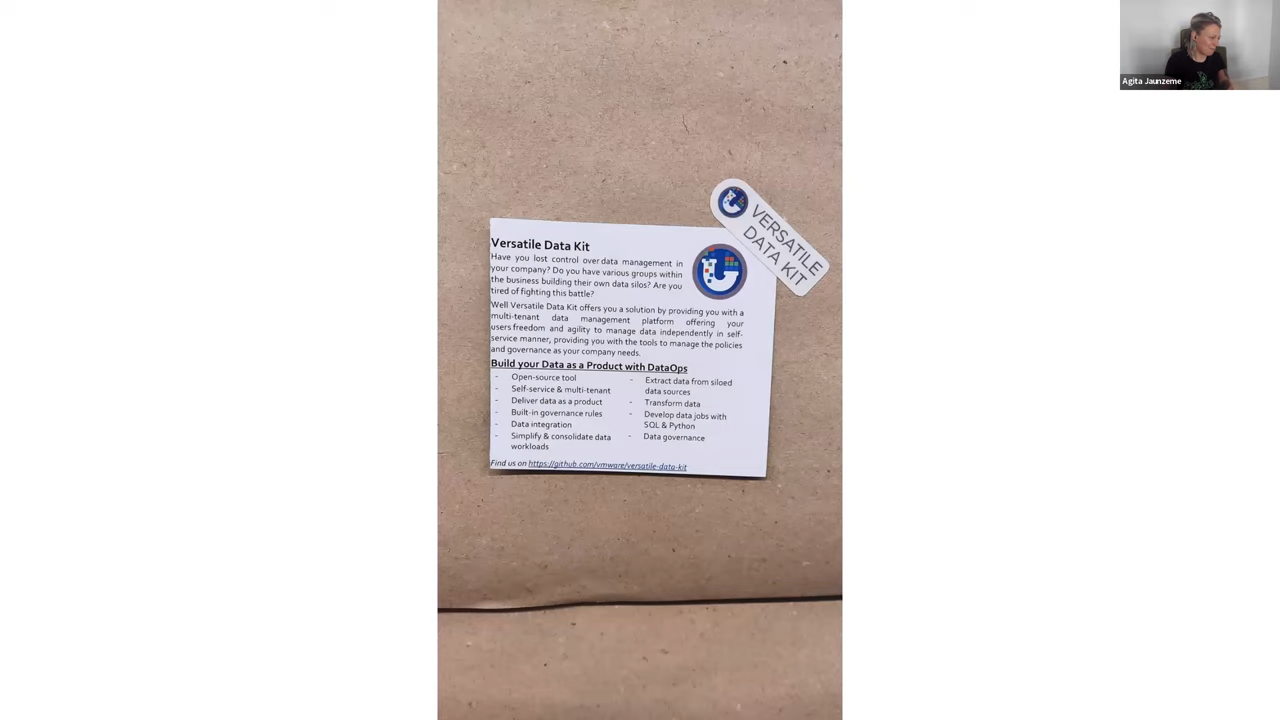 Agita Jaunzeme
VERSATILE
DATA KIT
Versatile Data Kit
Have you lost control over data management in
your company? Do you have various groups within
the business building their own data silos? Are you
tired of fighting this battle?
Well Versatile Data Kit offers you a solution by providing you with a
multi-tenant data management platform offering your
users freedom and agility to manage data independently in self-
service manner, providing you with the tools to manage the policies
and governance as your company needs.
Build your Data as a Product with DataOps
- Open-source tool
- Self-service & multi-tenant
- Deliver data as a product
- Built-in governance rules
- Data integration
- Simplify & consolidate data
workloads
- Extract data from siloed
data sources
- Transform data
- Develop data jobs with
SQL & Python
- Data governance
Find us on https://github.com/vmware/versatile-data-kit